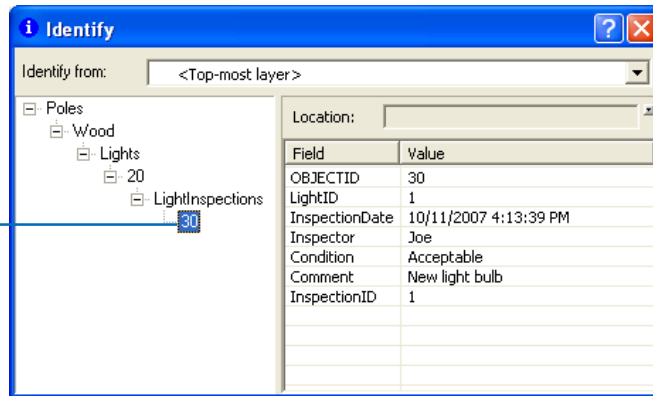 Identify
Identify from: <Top-most layer>
Poles
Wood
Lights
20
LightInspections
30
Location:
Field Value
OBJECTID 30
LightID 1
InspectionDate 10/11/2007 4:13:39 PM
Inspector Joe
Condition Acceptable
Comment New light bulb
InspectionID 1